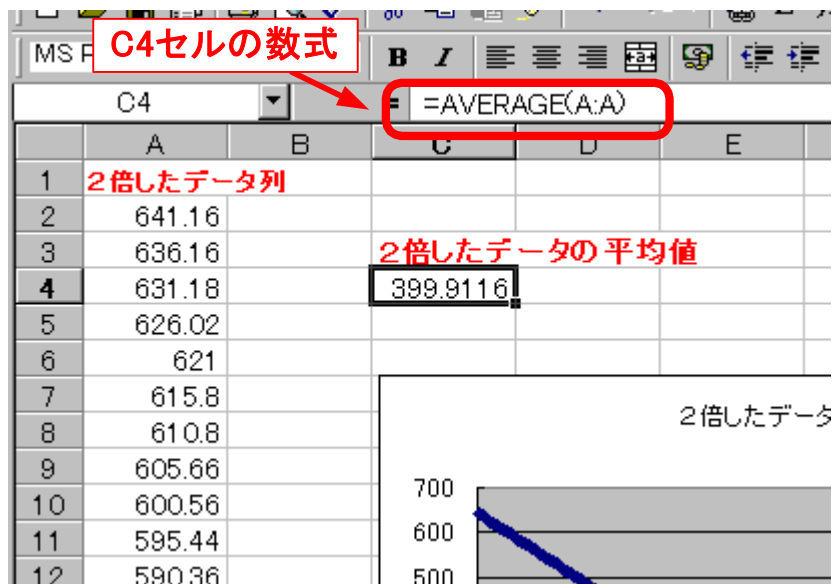 C4セルの数式
MS
B I
C4 = =AVERAGE(A:A)
A B C D E
1 2倍したデータ列
2 641.16
3 636.16 2倍したデータの平均値
4 631.18 399.9116
5 626.02
6 621
7 615.8
8 610.8 2倍したデータ
9 605.66
10 600.56 700
11 595.44 600
12 590.36 500